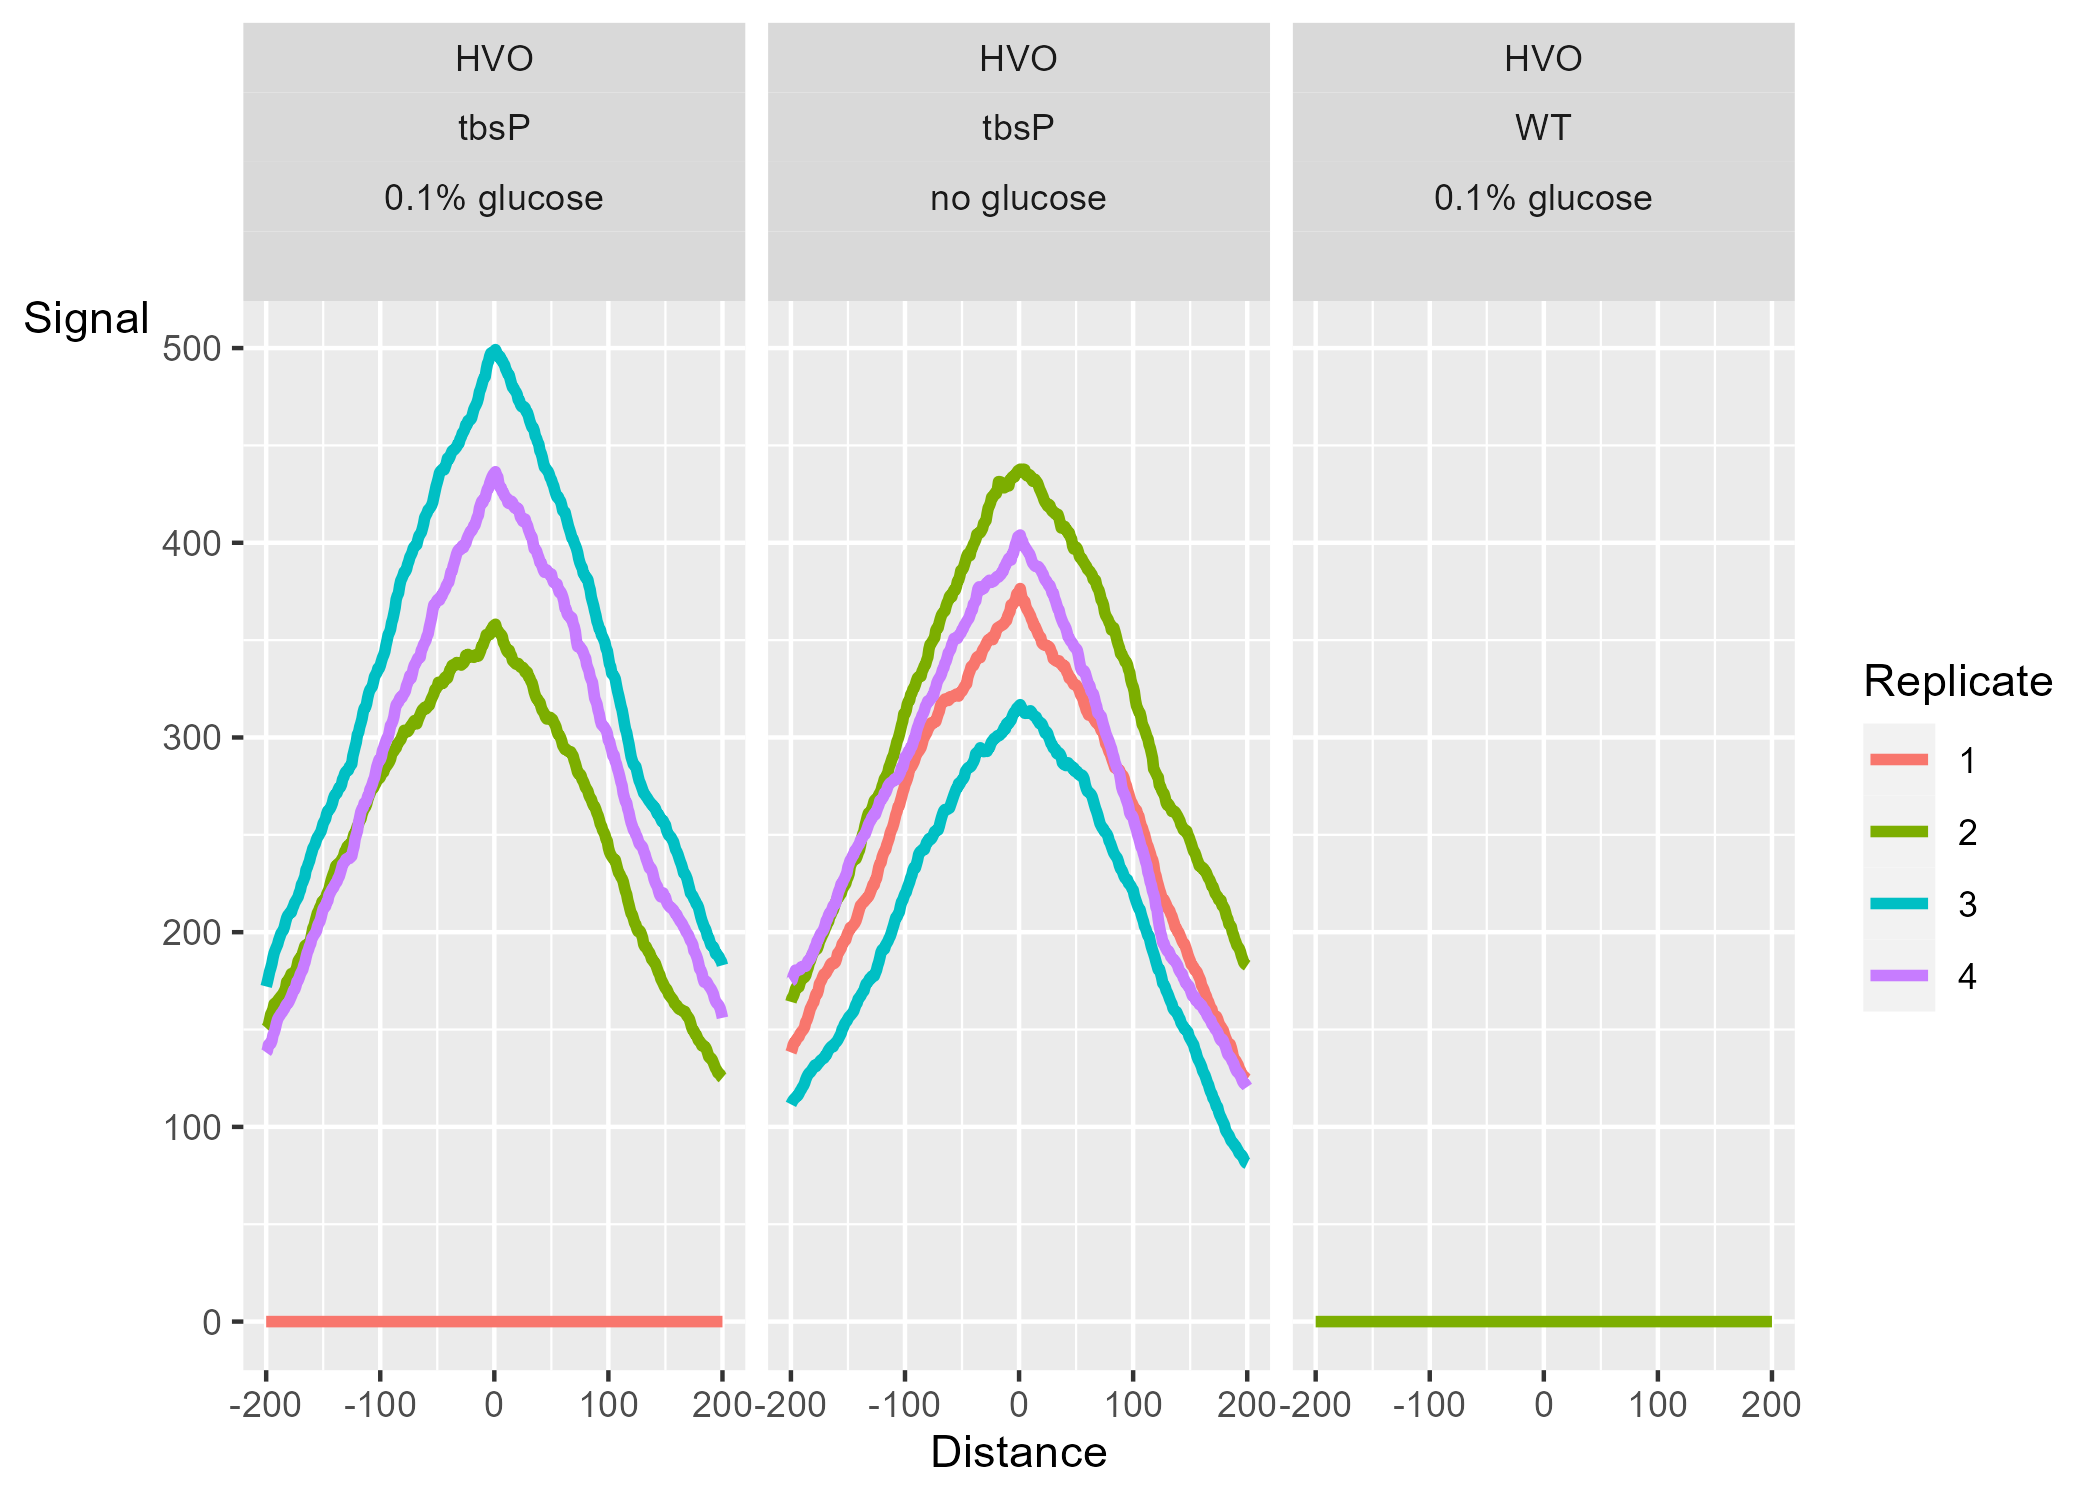 HVO HVO HVO
tbsP tbsP WT
0.1% glucose no glucose 0.1% glucose
Signal
500
400
300
200
100
0
-200 -100 0 100 200 -200 -100 0 100 200 -200 -100 0 100 200
Distance
Replicate
1
2
3
4